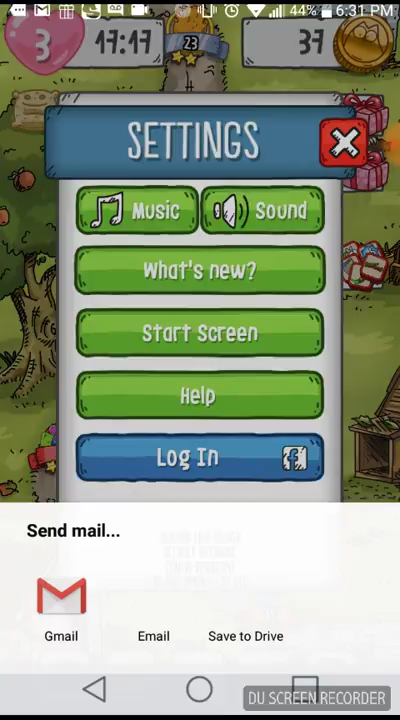 44% 6:31 PM
3 17:17 23 37
SETTINGS
Music Sound
What's new?
Start Screen
Help
Log In f
Send mail...
Gmail Email Save to Drive
DU SCREEN RECORDER